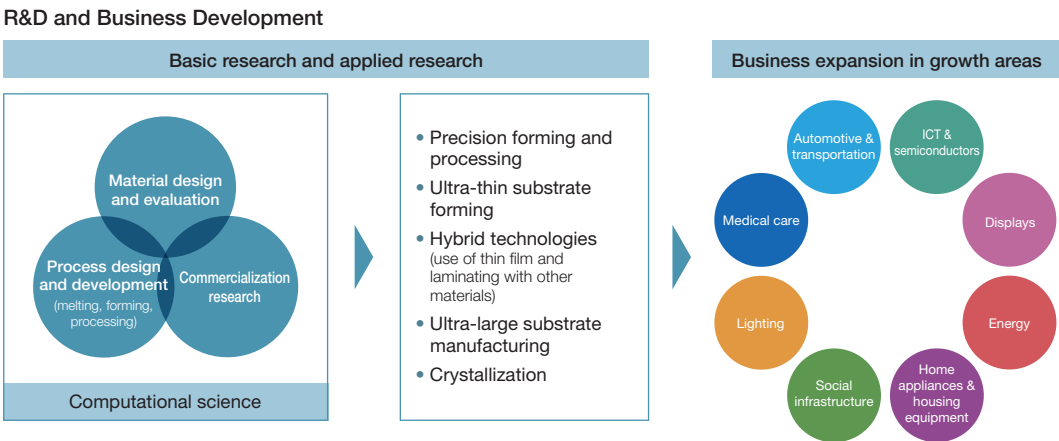 R&D and Business Development
Basic research and applied research
Material design
and evaluation
Process design
and development
(melting, forming,
processing)
Commercialization
research
Computational science
• Precision forming and
processing
• Ultra-thin substrate
forming
• Hybrid technologies
(use of thin film and
laminating with other
materials)
• Ultra-large substrate
manufacturing
• Crystallization
Business expansion in growth areas
Automotive &
transportation
ICT &
semiconductors
Medical care
Displays
Lighting
Energy
Social
infrastructure
Home
appliances &
housing
equipment